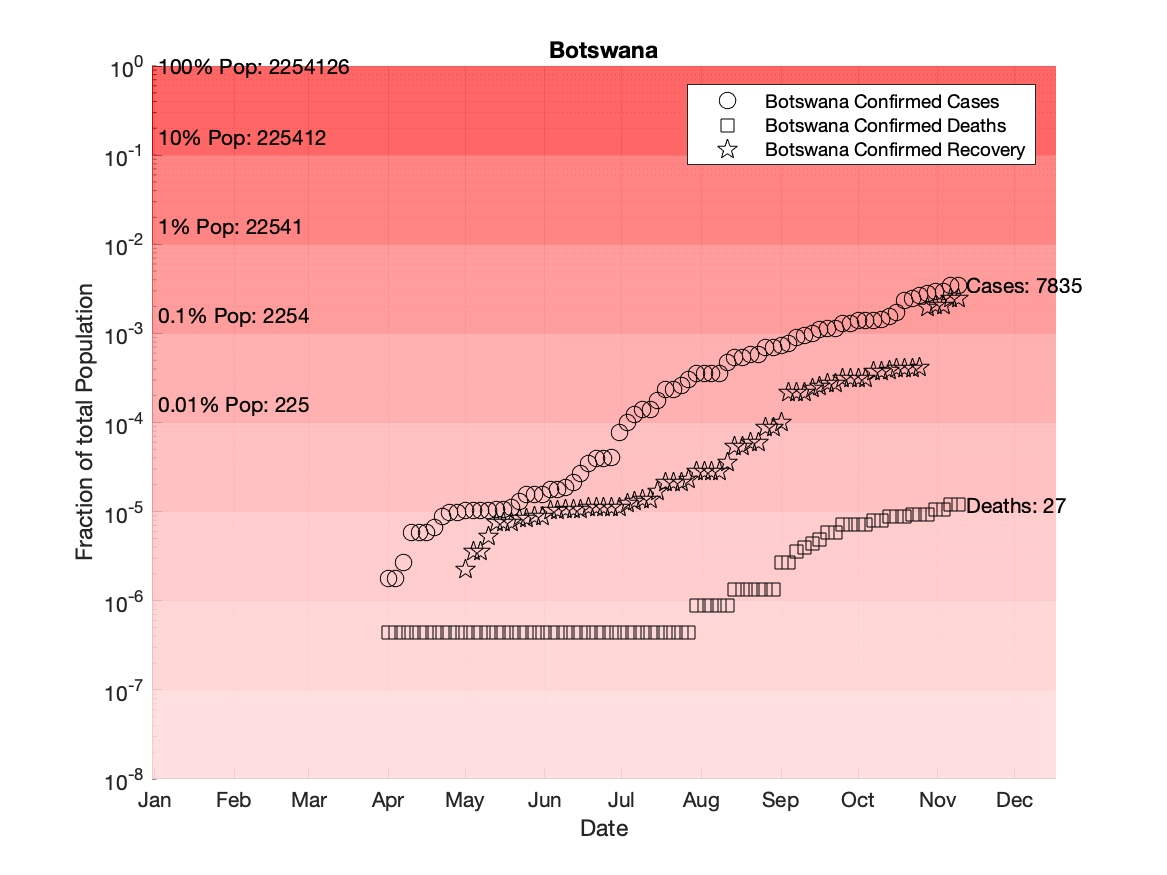 Botswana
10^0
100% Pop: 2254126
Botswana Confirmed Cases
Botswana Confirmed Deaths
Botswana Confirmed Recovery
10% Pop: 225412
10^-1
1% Pop: 22541
10^-2
Cases: 7835
0.1% Pop: 2254
10^-3
0.01% Pop: 225
10^-4
Deaths: 27
10^-5
10^-6
10^-7
10^-8
Fraction of total Population
Jan Feb Mar Apr May Jun Jul Aug Sep Oct Nov Dec
Date